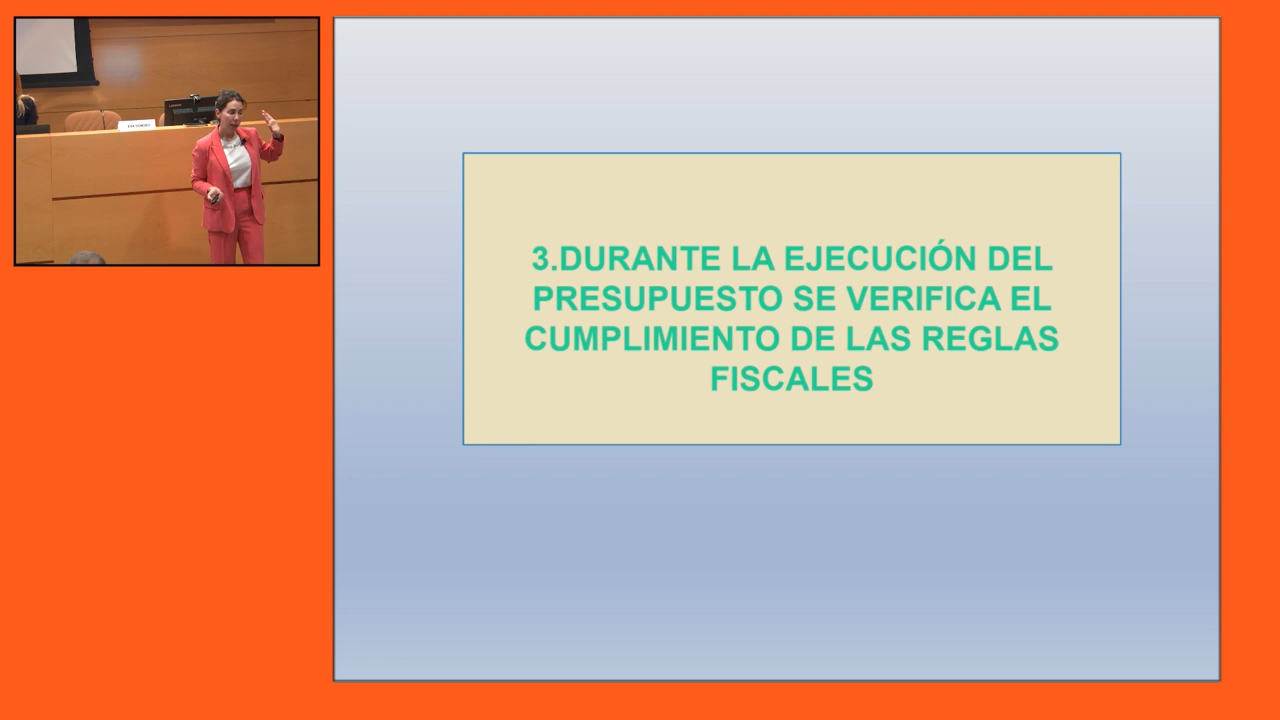 3.DURANTE LA EJECUCIÓN DEL
PRESUPUESTO SE VERIFICA EL
CUMPLIMIENTO DE LAS REGLAS
FISCALES